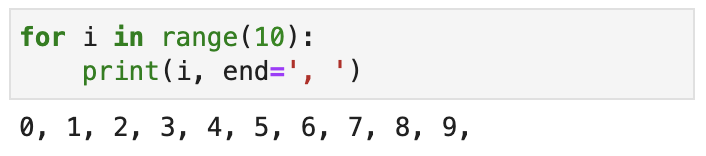 for i in range(10):
    print(i, end=', ')
0, 1, 2, 3, 4, 5, 6, 7, 8, 9,